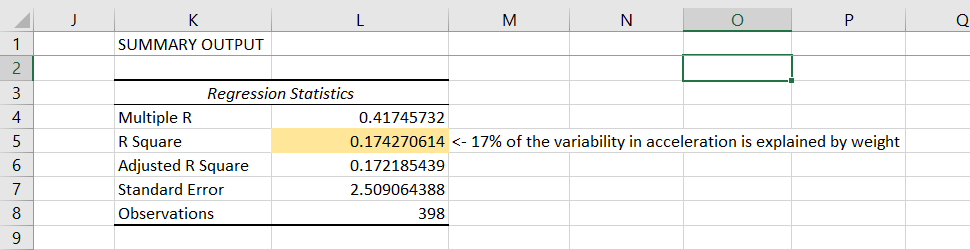 J K L M N O P Q
1 SUMMARY OUTPUT
2
3 Regression Statistics
4 Multiple R 0.41745732
5 R Square 0.174270614 <- 17% of the variability in acceleration is explained by weight
6 Adjusted R Square 0.172185439
7 Standard Error 2.509064388
8 Observations 398
9